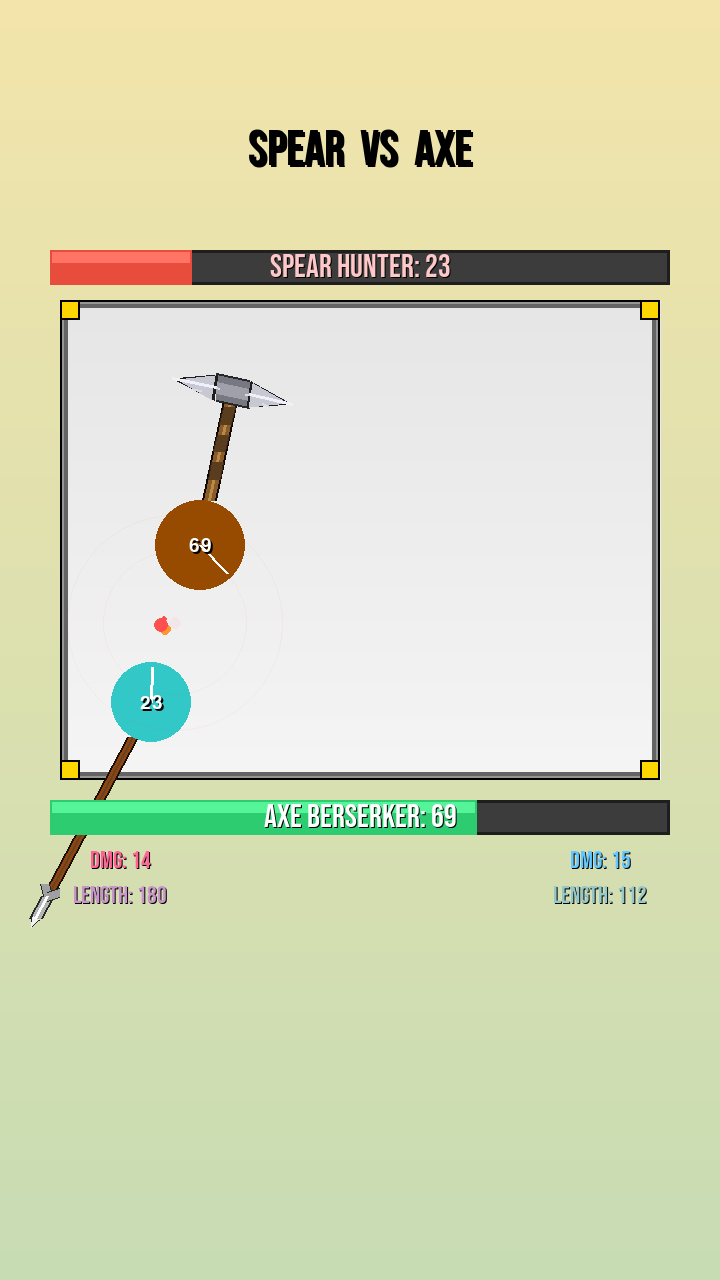 SPEAR VS AXE
SPEAR HUNTER: 23
69
23
AXE BERSERKER: 69
DMG: 14
LENGTH: 180
DMG: 15
LENGTH: 112